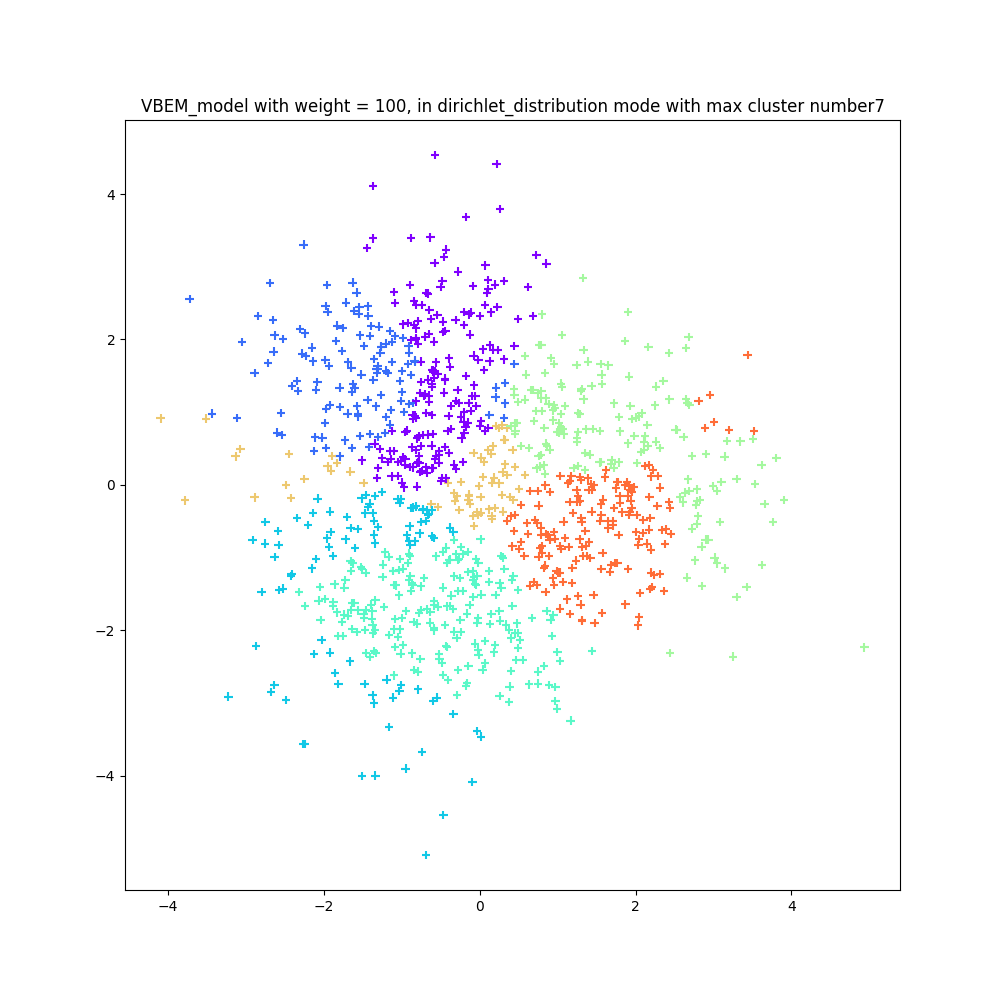 VBEM_model with weight = 100, in dirichlet_distribution mode with max cluster number7
4
2
0
−2
−4
−4 −2 0 2 4